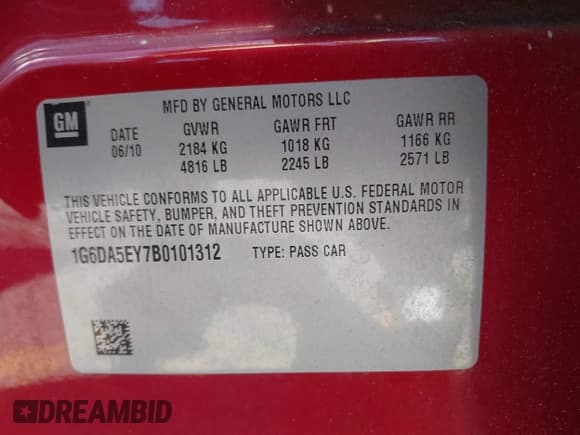 GM
MFD BY GENERAL MOTORS LLC
DATE GVWR GAWR FRT GAWR RR
06/10 2184 KG 1018 KG 1166 KG
4816 LB 2245 LB 2571 LB
THIS VEHICLE CONFORMS TO ALL APPLICABLE U.S. FEDERAL MOTOR
VEHICLE SAFETY, BUMPER, AND THEFT PREVENTION STANDARDS IN
EFFECT ON THE DATE OF MANUFACTURE SHOWN ABOVE.
1G6DA5EY7B0101312 TYPE: PASS CAR
DREAMBID